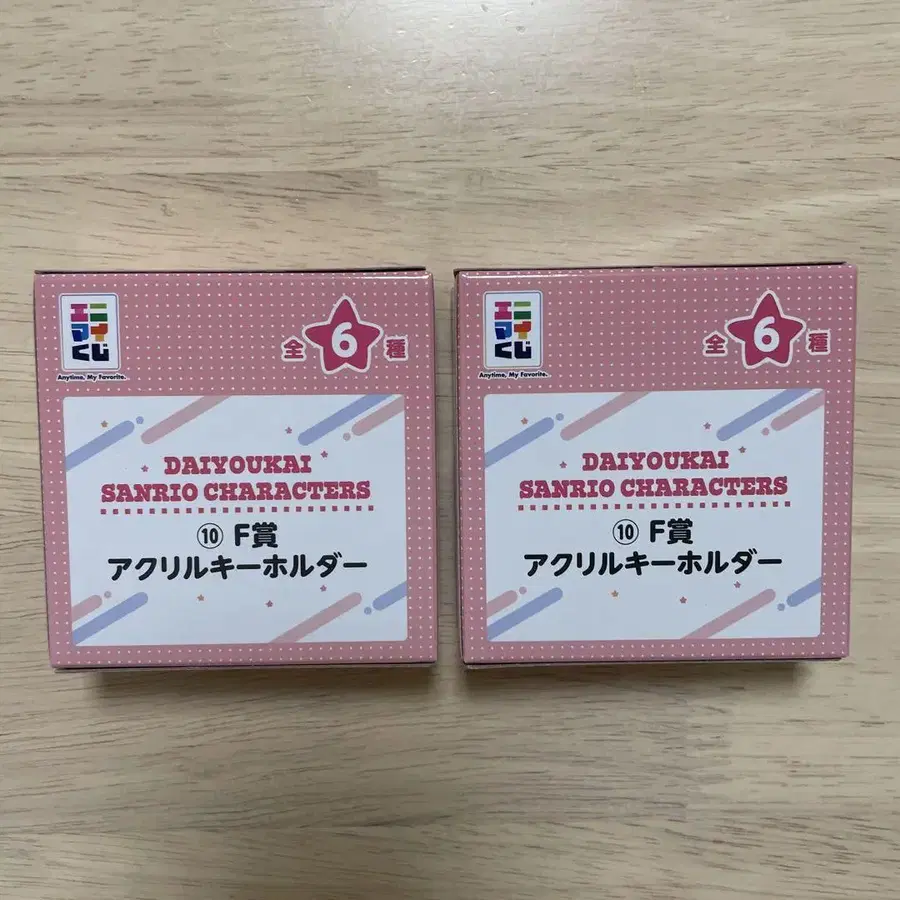 エニ
マイ
くじ
Anytime, My Favorite.
全6種
DAIYOUKAI
SANRIO CHARACTERS
⑩ F賞
アクリルキーホルダー
エニ
マイ
くじ
Anytime, My Favorite.
全6種
DAIYOUKAI
SANRIO CHARACTERS
⑩ F賞
アクリルキーホルダー